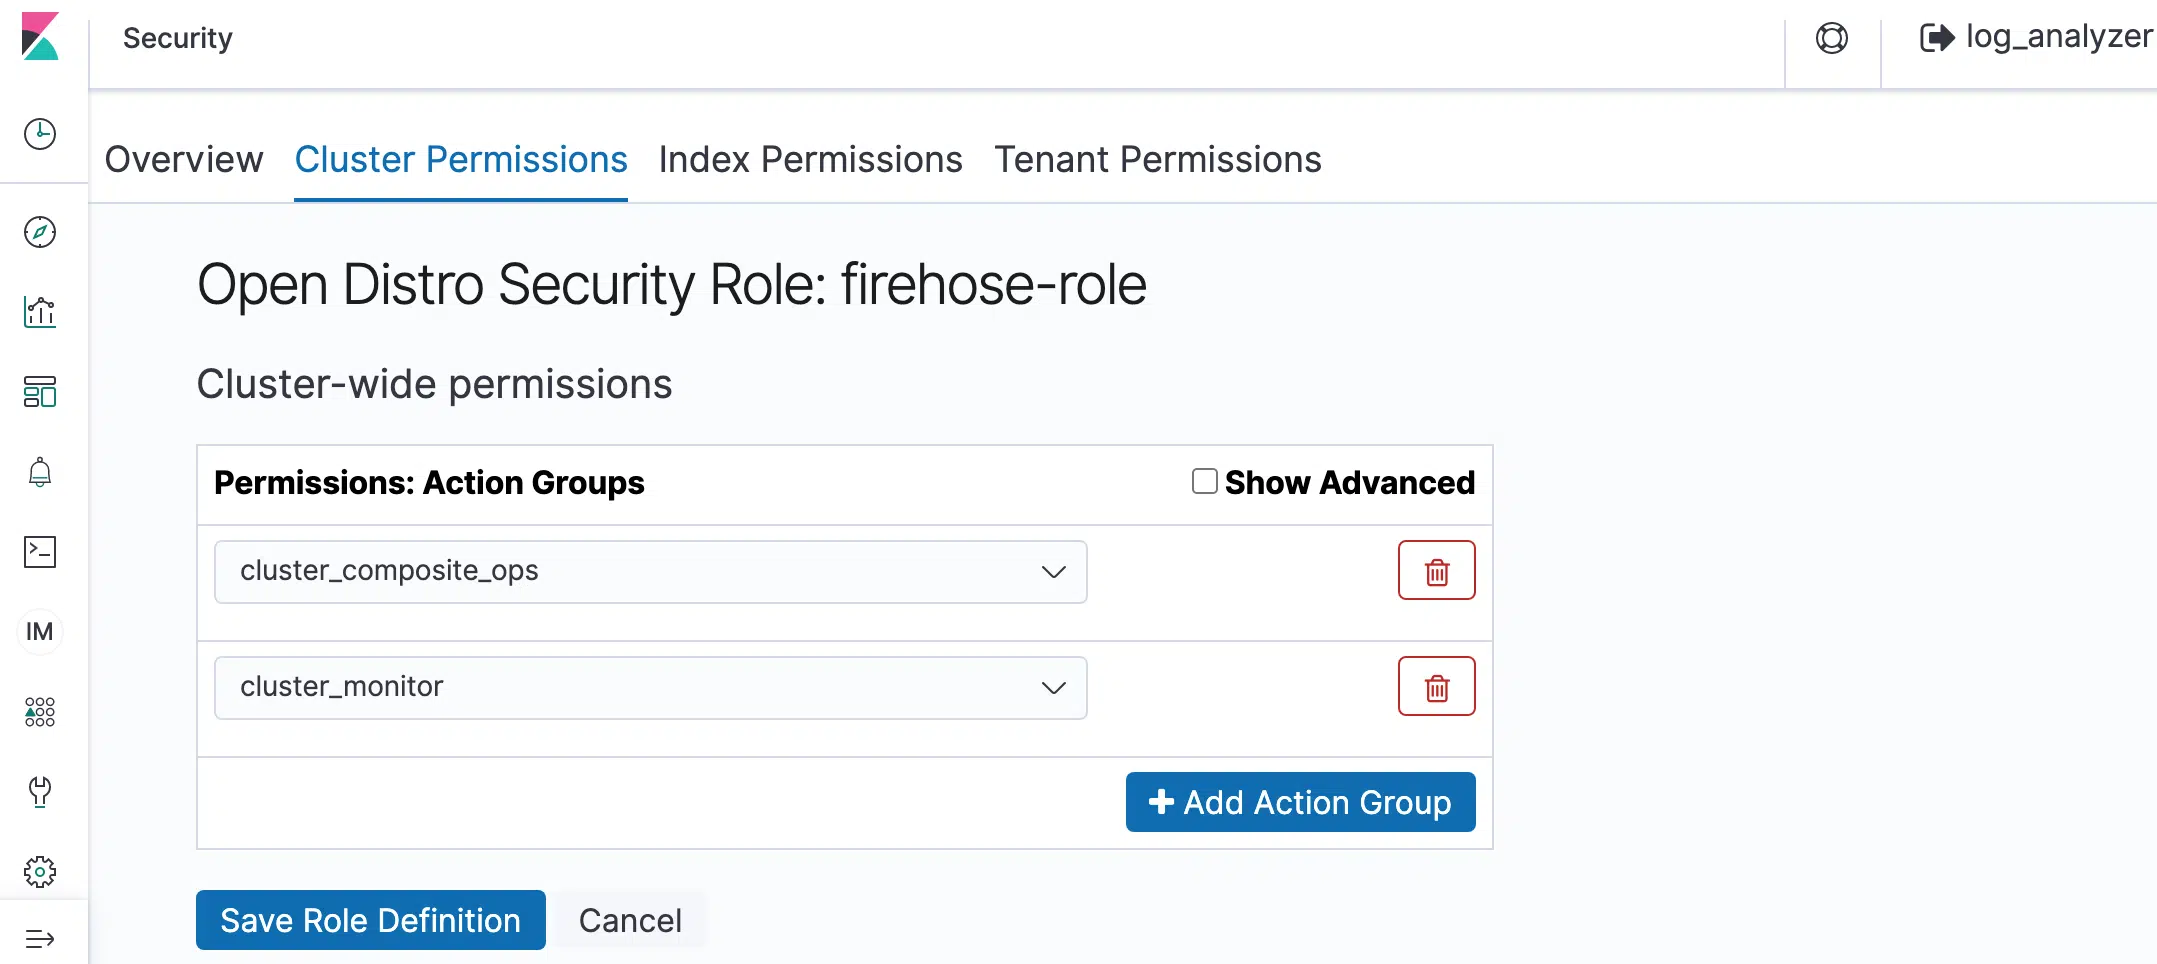 Security
log_analyzer
Overview Cluster Permissions Index Permissions Tenant Permissions
Open Distro Security Role: firehose-role
Cluster-wide permissions
Permissions: Action Groups Show Advanced
cluster_composite_ops
cluster_monitor
IM
Add Action Group
Save Role Definition Cancel